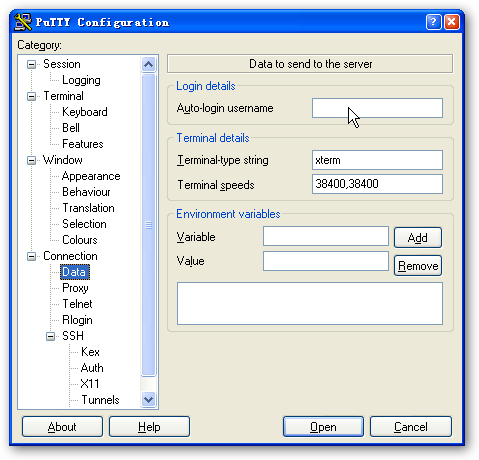 PuTTY Configuration
Category:
Session
Logging
Terminal
Keyboard
Bell
Features
Window
Appearance
Behaviour
Translation
Selection
Colours
Connection
Data
Proxy
Telnet
Rlogin
SSH
Kex
Auth
X11
Tunnels
Data to send to the server
Login details
Auto-login username
Terminal details
Terminal-type string
xterm
Terminal speeds
38400,38400
Environment variables
Variable
Add
Value
Remove
About
Help
Open
Cancel